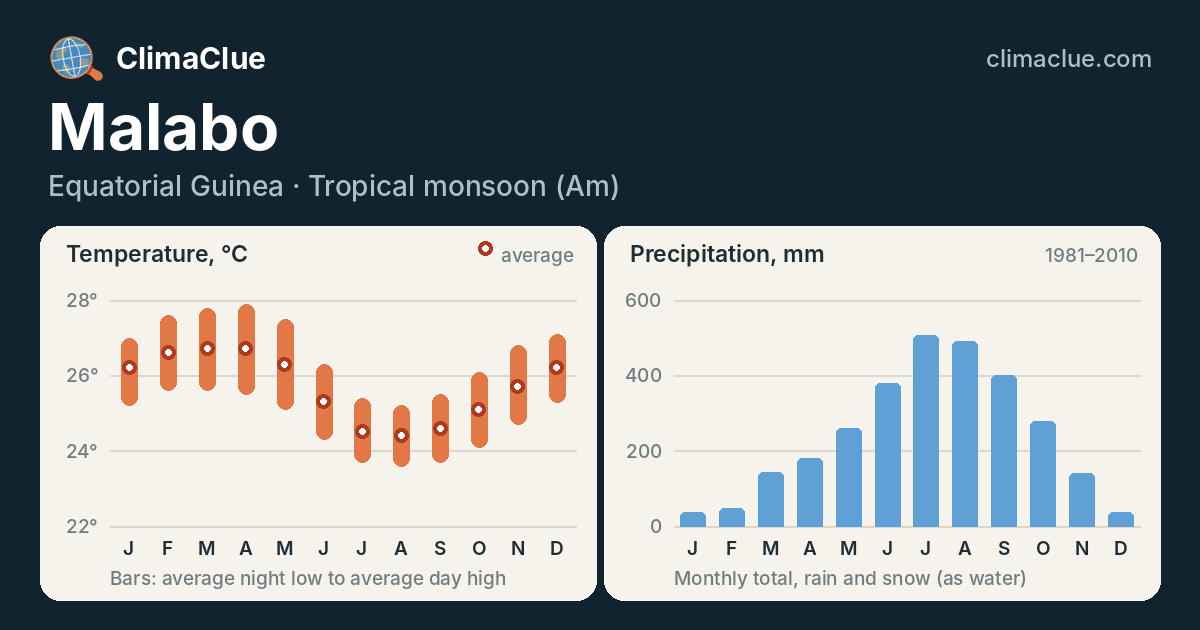 ClimaClue
climaclue.com
Malabo
Equatorial Guinea · Tropical monsoon (Am)
Temperature, °C
average
28°
26°
24°
22°
J F M A M J J A S O N D
Bars: average night low to average day high
Precipitation, mm
1981–2010
600
400
200
0
J F M A M J J A S O N D
Monthly total, rain and snow (as water)